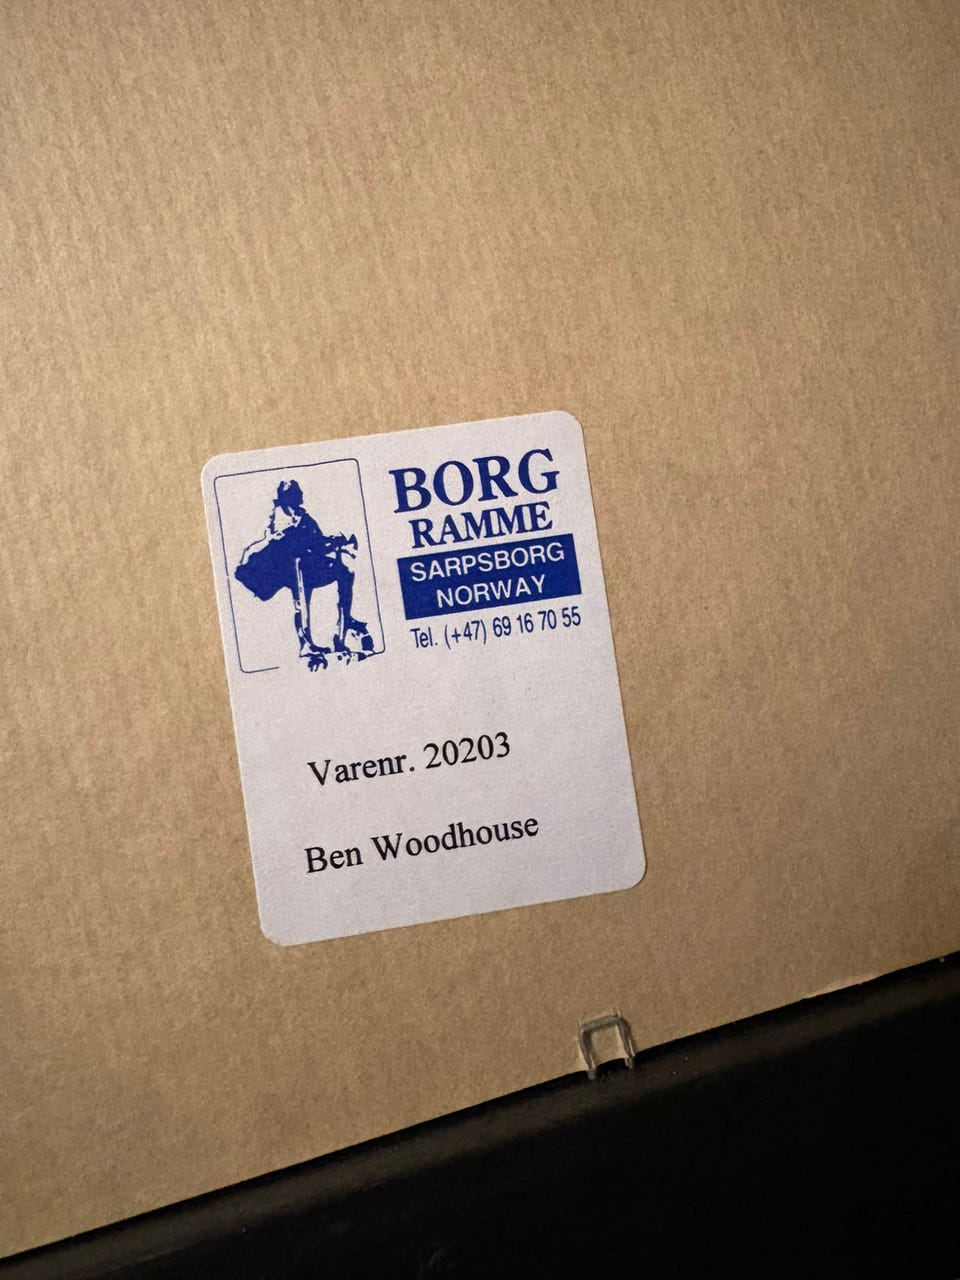 BORG
RAMME
SARPSBORG
NORWAY
Tel. (+47) 69 16 70 55
Varenr. 20203
Ben Woodhouse